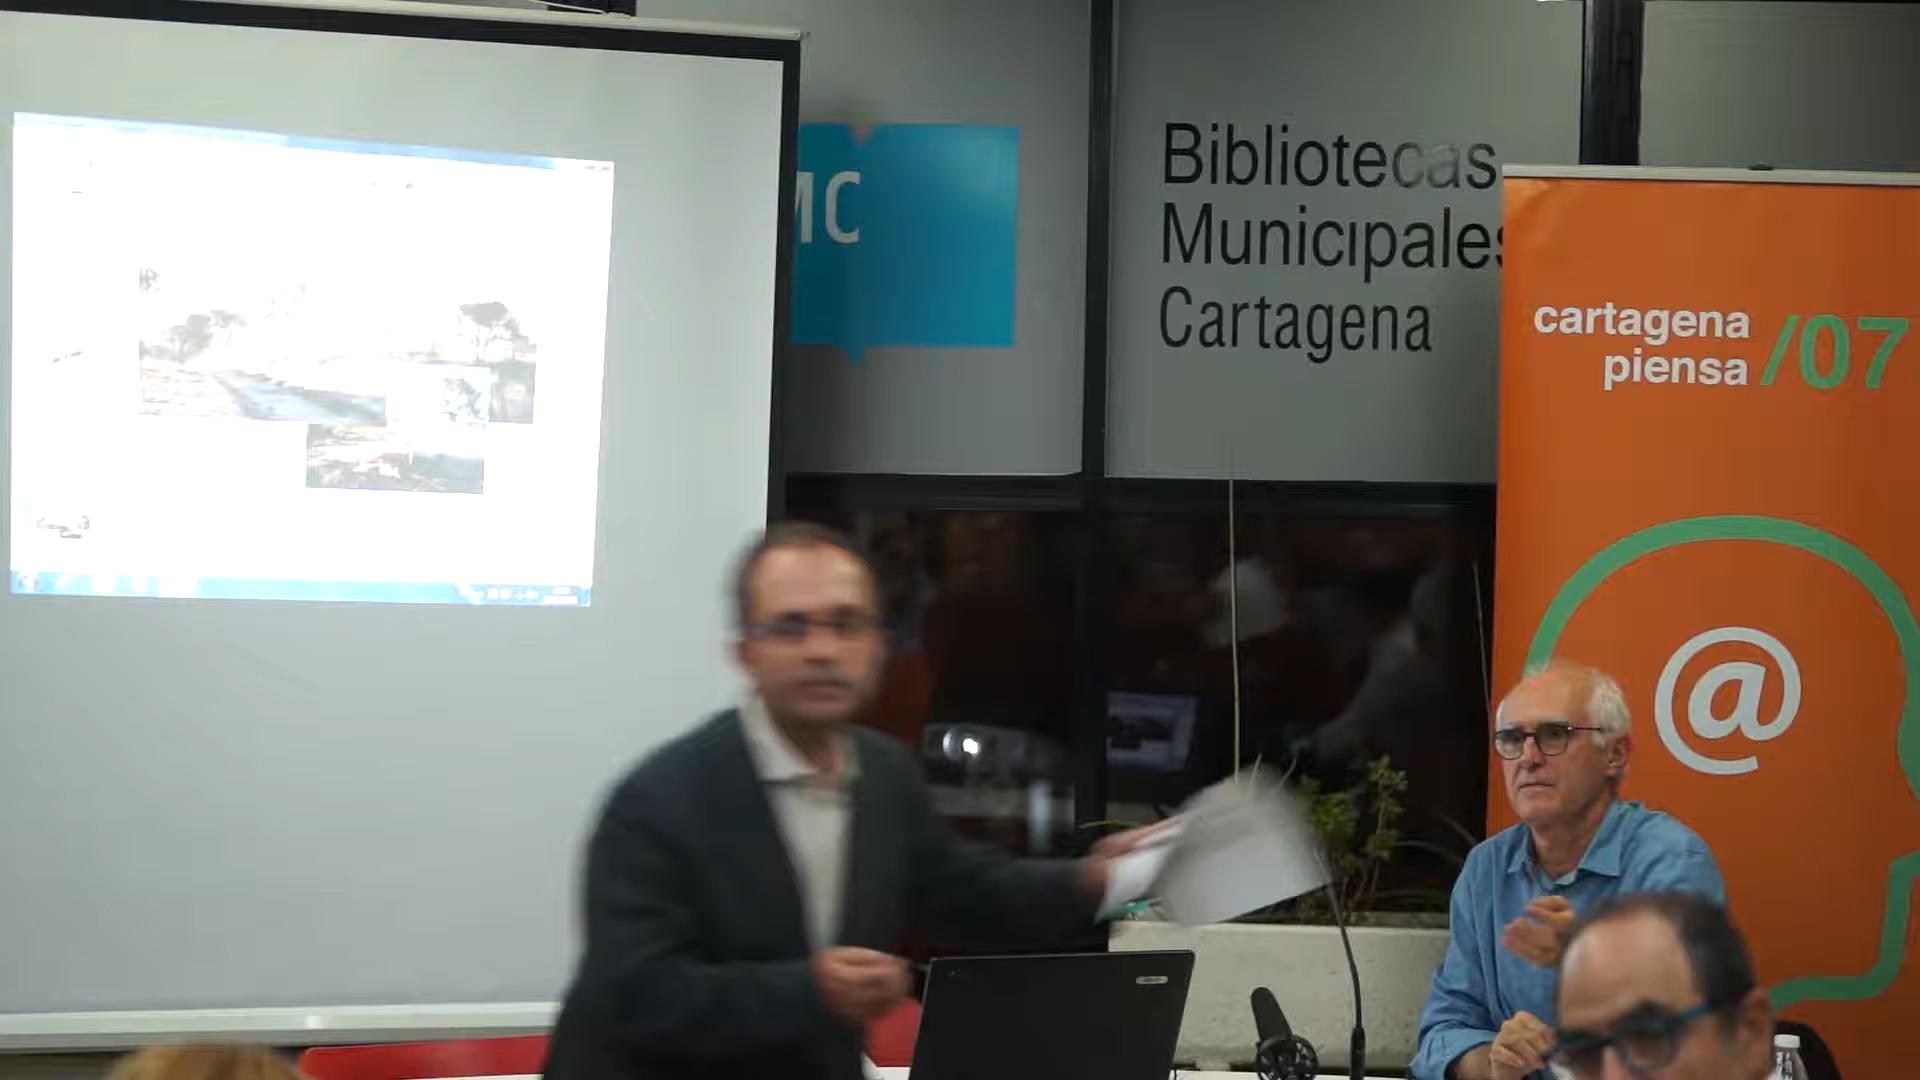 MC
Bibliotecas
Municipales
Cartagena
cartagena
piensa /07
@